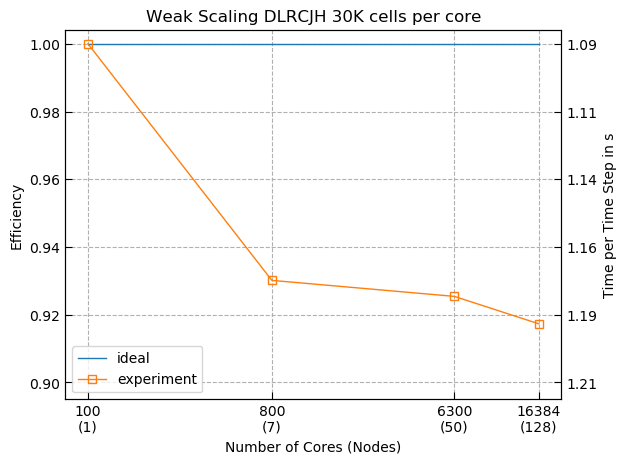 Weak Scaling DLRCJH 30K cells per core
1.00
0.98
0.96
0.94
0.92
0.90
Efficiency
1.09
1.11
1.14
1.16
1.19
1.21
Time per Time Step in s
ideal
experiment
100 800 6300 16384
(1) (7) (50) (128)
Number of Cores (Nodes)